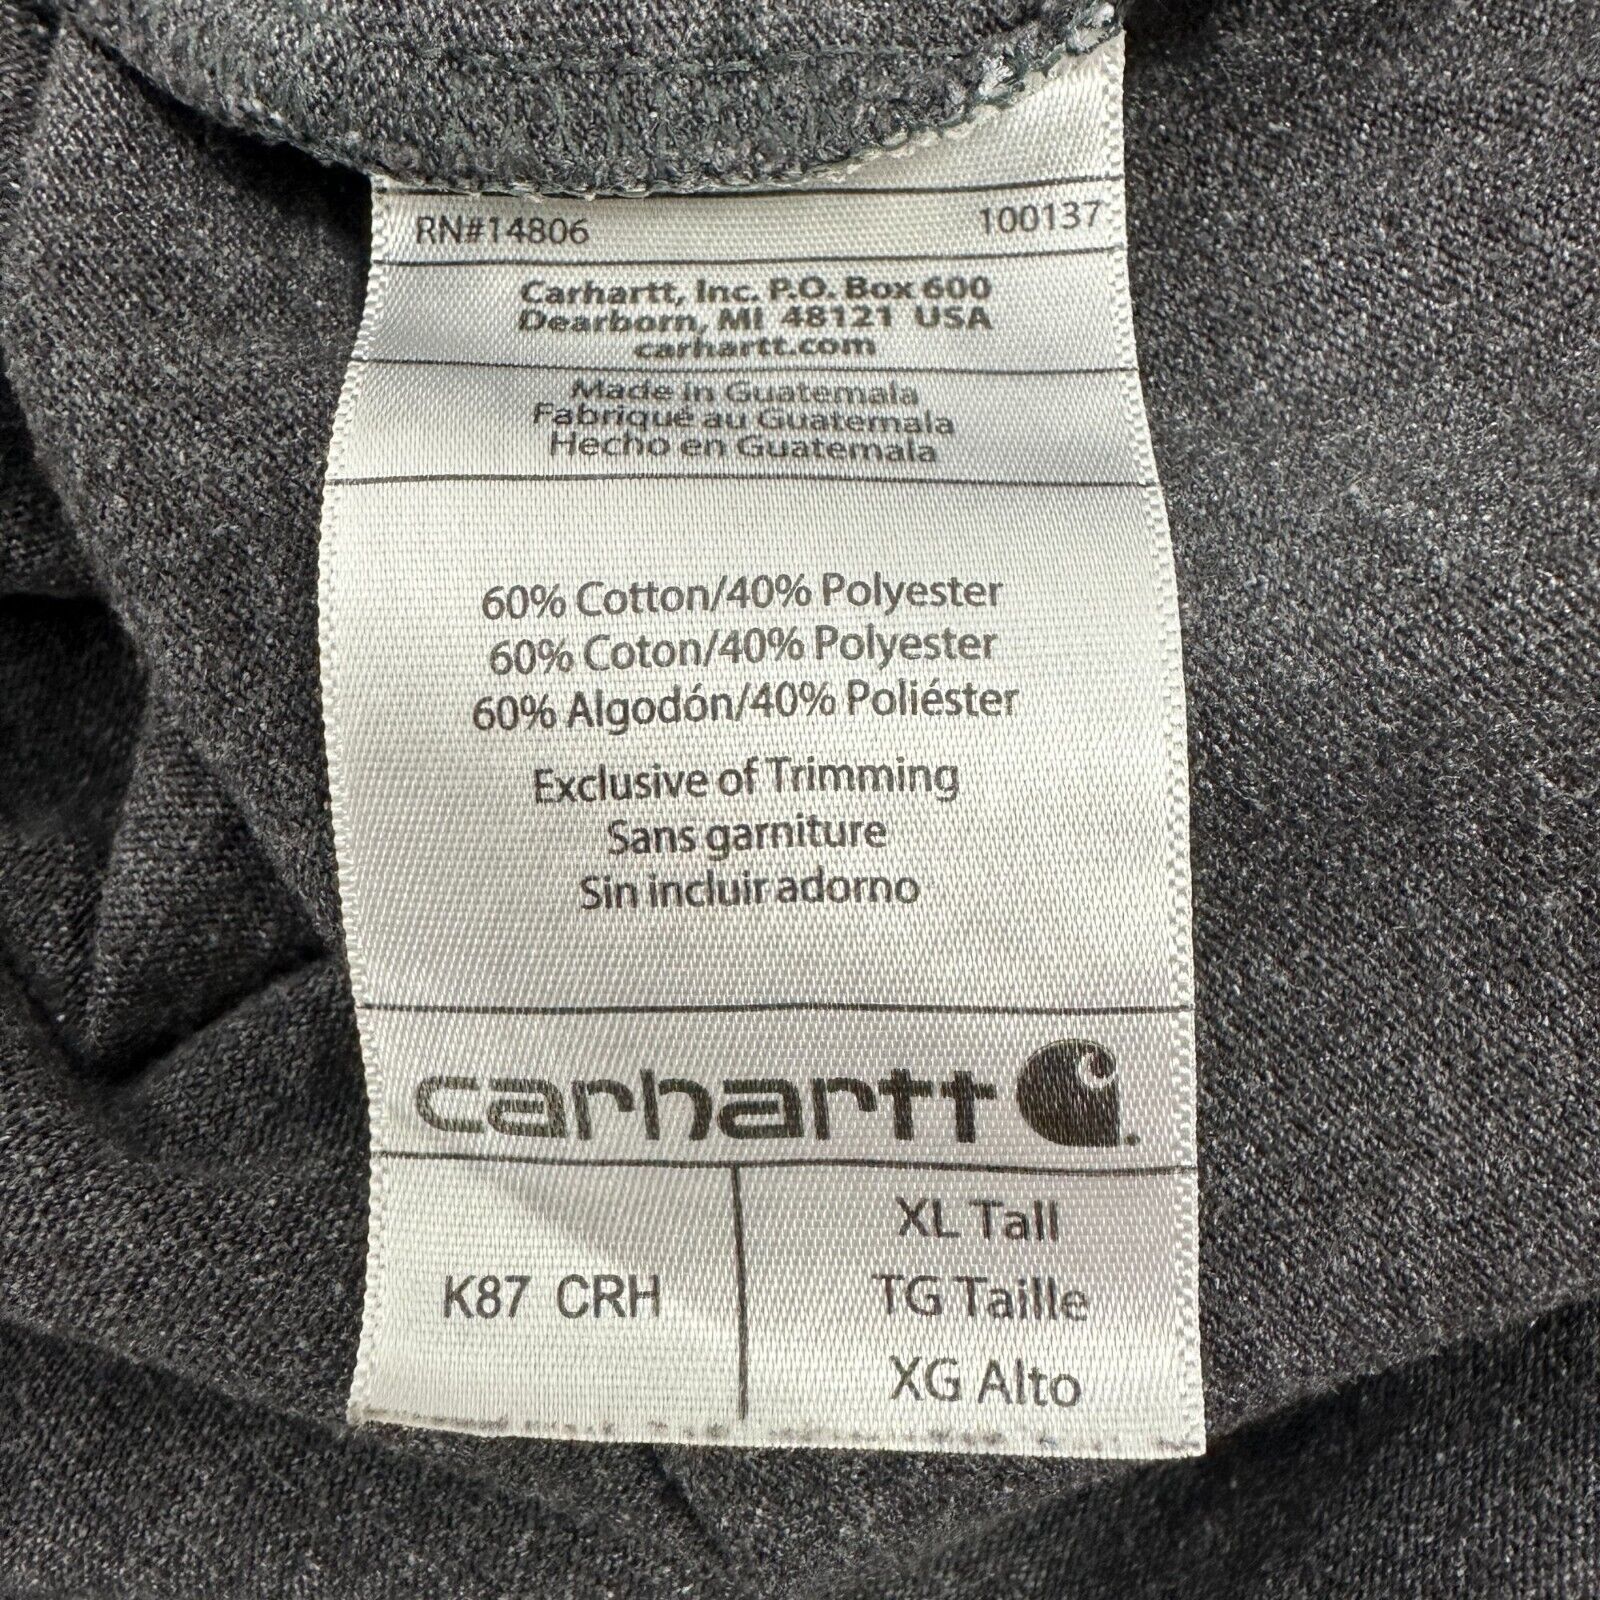 RN#14806 100137
Carhartt, Inc. P.O. Box 600
Dearborn, MI 48121 USA
carhartt.com
Made in Guatemala
Fabriqué au Guatemala
Hecho en Guatemala
60% Cotton/40% Polyester
60% Coton/40% Polyester
60% Algodón/40% Poliéster
Exclusive of Trimming
Sans garniture
Sin incluir adorno
carhartt
K87 CRH
XL Tall
TG Taille
XG Alto